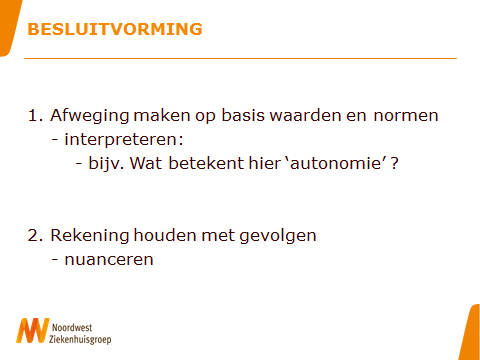 BESLUITVORMING
1. Afweging maken op basis waarden en normen
- interpreteren:
- bijv. Wat betekent hier ‘autonomie’ ?
2. Rekening houden met gevolgen
- nuanceren
Noordwest
Ziekenhuisgroep